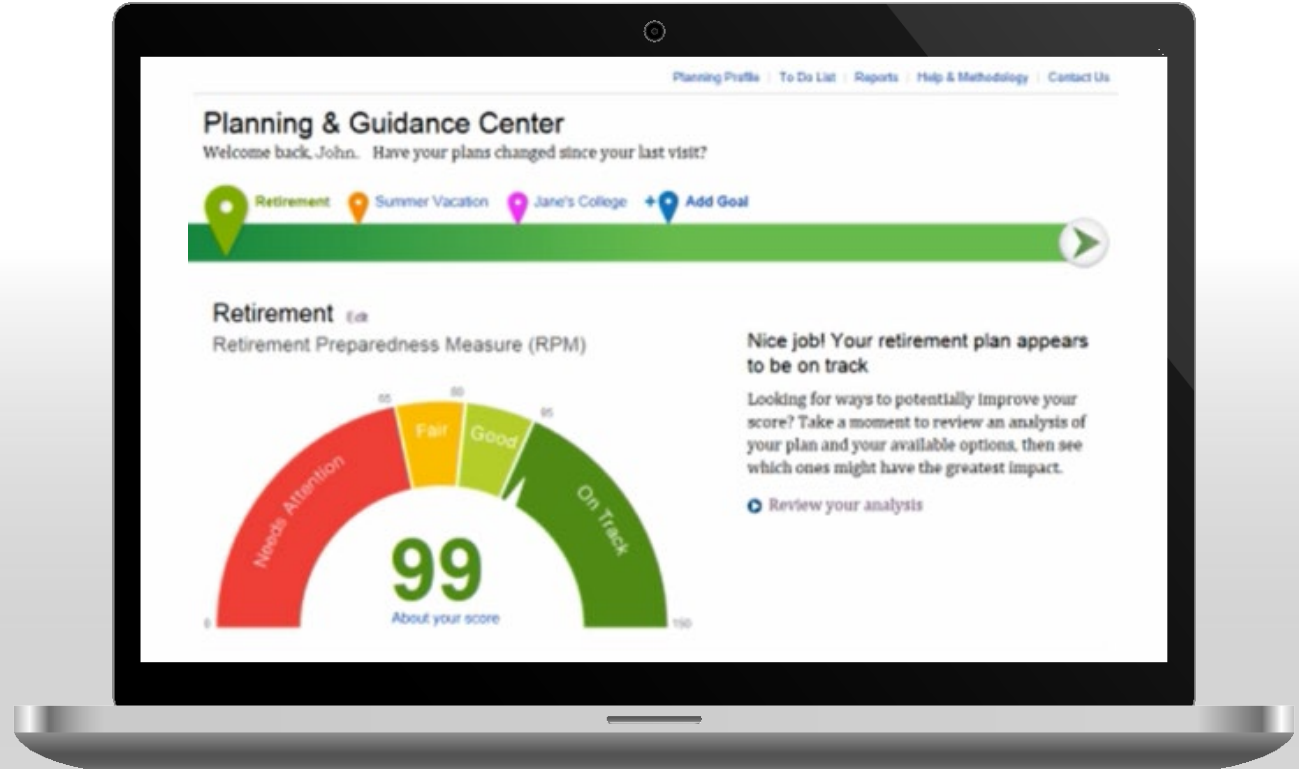 Planning Profile | To Do List | Reports | Help & Methodology | Contact Us
Planning & Guidance Center
Welcome back, John. Have your plans changed since your last visit?
Retirement Summer Vacation Jane's College + Add Goal
Retirement Edit
Retirement Preparedness Measure (RPM)
65 80 95
Needs Attention
Fair
Good
On Track
99
About your score
0 150
Nice job! Your retirement plan appears
to be on track
Looking for ways to potentially improve your
score? Take a moment to review an analysis of
your plan and your available options, then see
which ones might have the greatest impact.
Review your analysis